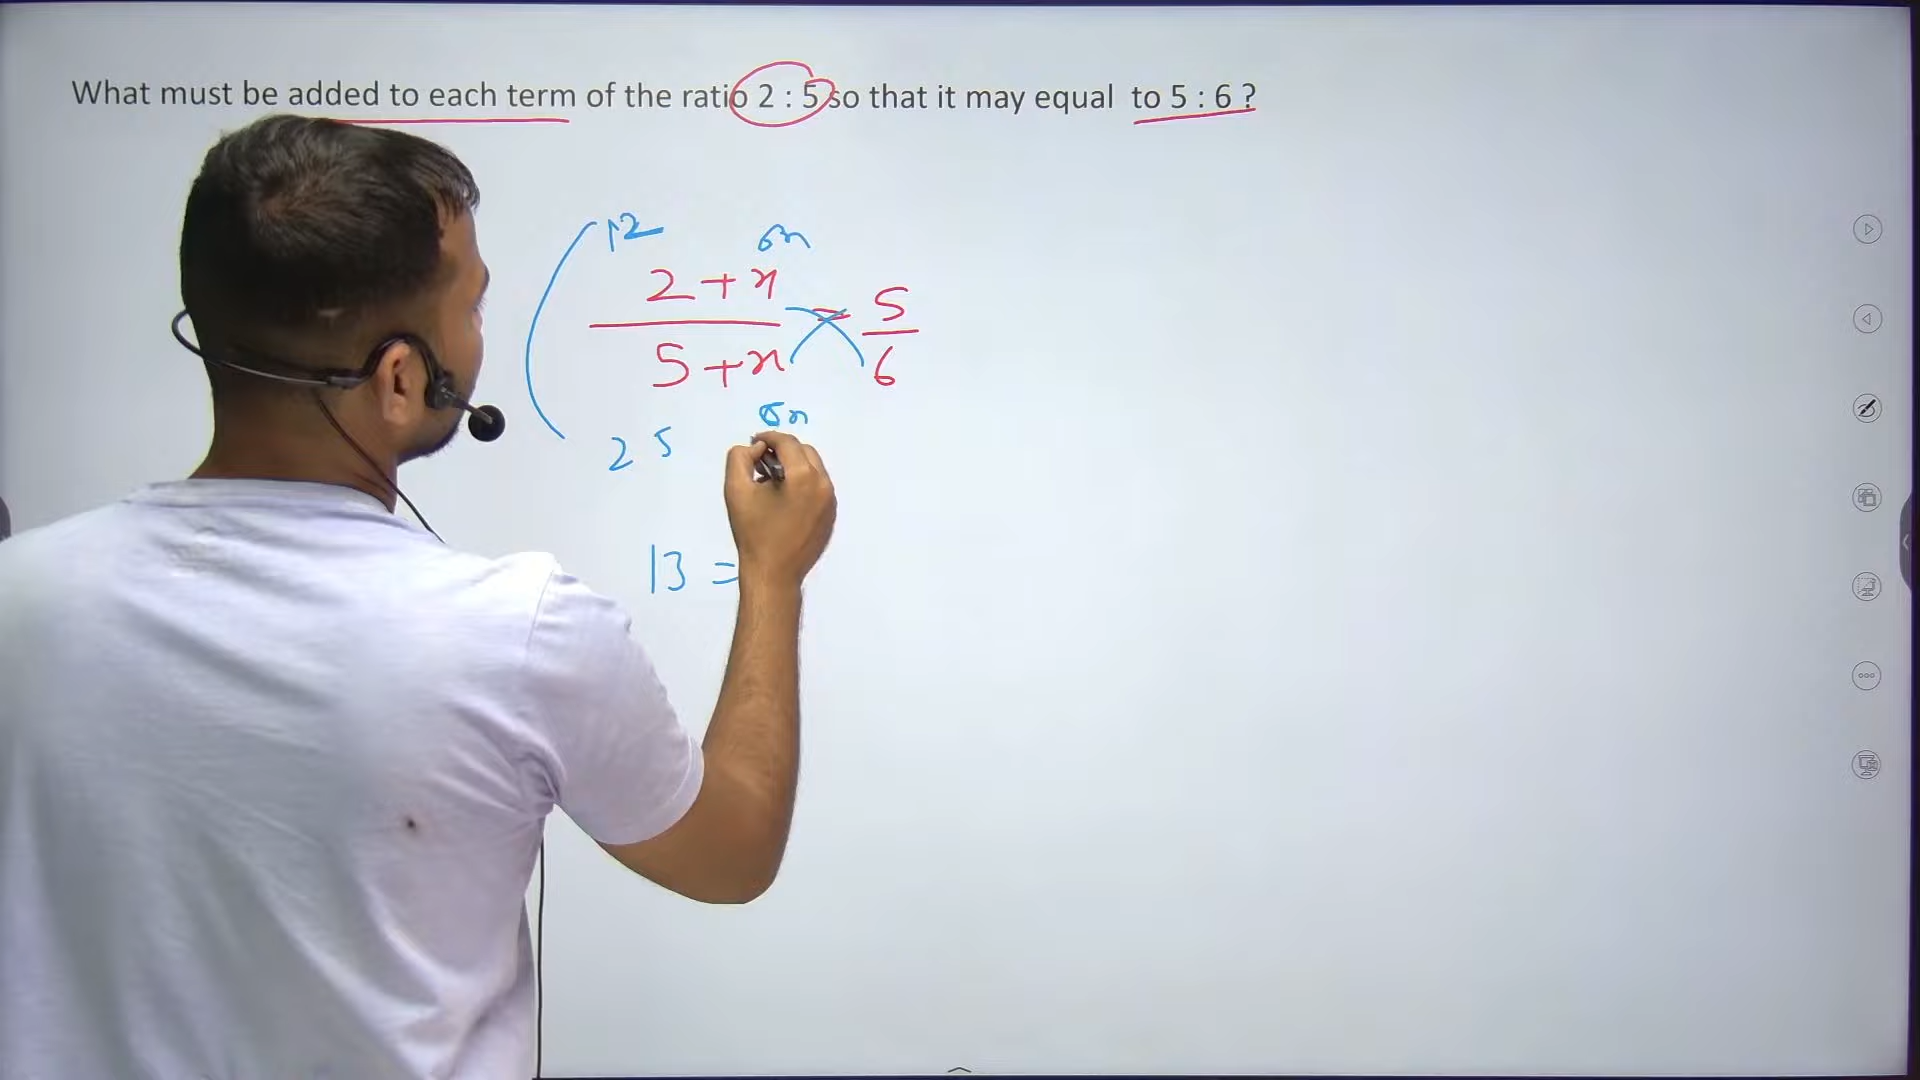 What must be added to each term of the ratio 2 : 5 so that it may equal to 5 : 6 ?
12 6x
2 + x = 5
5 + x 6
25 5x
13 =